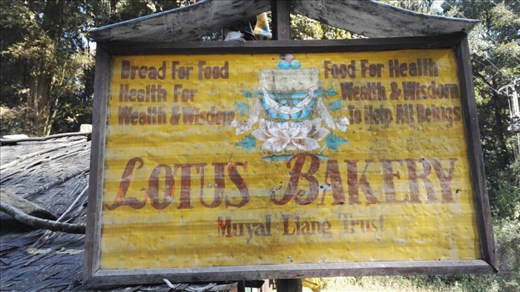 Bread For Food
Health For
Wealth & Wisdom
Food For Health
Wealth & Wisdom
To Help All Beings
LOTUS BAKERY
Muyal Liang Trust